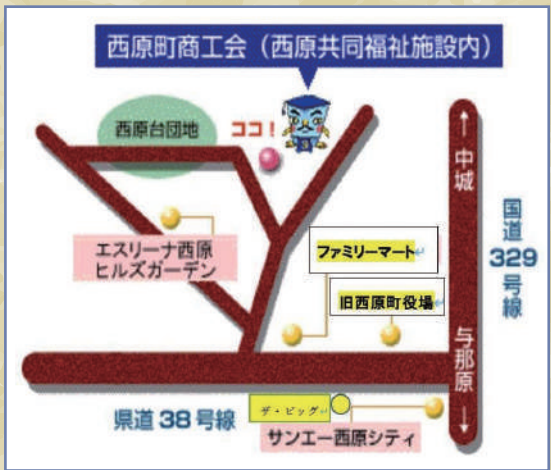 西原町商工会（西原共同福祉施設内）
西原台団地
ココ！
エスリーナ西原
ヒルズガーデン
ファミリーマート
旧西原町役場
↑
中城
国道
329
号線
与那原
↓
県道38号線
ザ・ビッグ
サンエー西原シティ